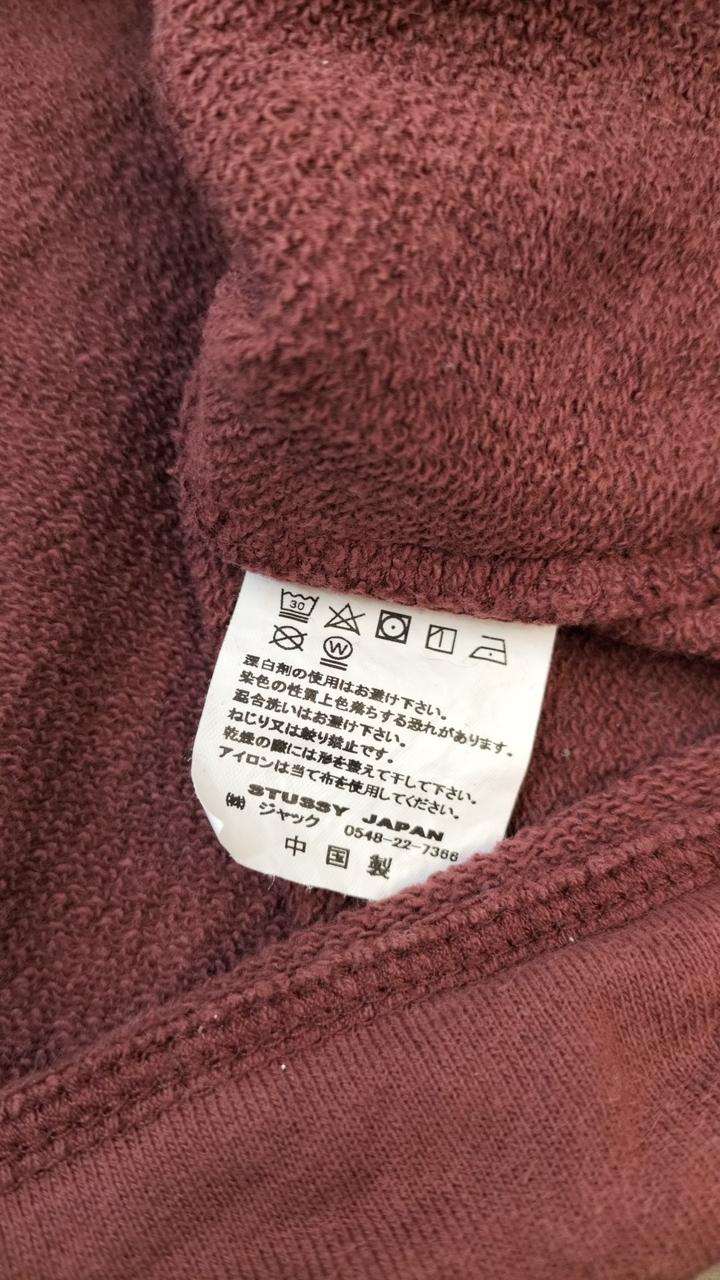 30
W
漂白剤の使用はお避け下さい。
染色の性質上色落ちする恐れがあります。
混合洗いはお避け下さい。
ねじり又は絞り禁止です。
乾燥の際には形を整えて干して下さい。
アイロンは当て布を使用してください。
STUSSY JAPAN
㈱ ジャック 0548-22-7366
中国製